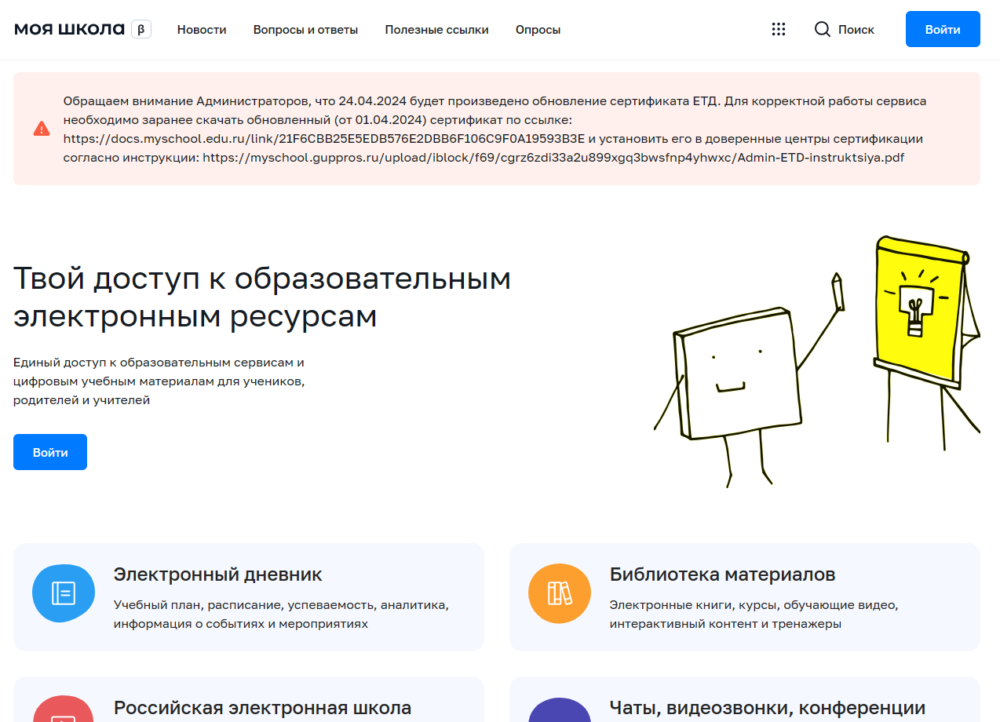 моя школа β Новости Вопросы и ответы Полезные ссылки Опросы Поиск Войти
Обращаем внимание Администраторов, что 24.04.2024 будет произведено обновление сертификата ЕТД. Для корректной работы сервиса
необходимо заранее скачать обновленный (от 01.04.2024) сертификат по ссылке:
https://docs.myschool.edu.ru/link/21F6CBB25E5EDB576E2DBB6F106C9F0A19593B3E и установить его в доверенные центры сертификации
согласно инструкции: https://myschool.guppros.ru/upload/iblock/f69/cgrz6zdi33a2u899xgq3bwsfnp4yhwxc/Admin-ETD-instruktsiya.pdf
Твой доступ к образовательным
электронным ресурсам
Единый доступ к образовательным сервисам и
цифровым учебным материалам для учеников,
родителей и учителей
Войти
Электронный дневник
Учебный план, расписание, успеваемость, аналитика,
информация о событиях и мероприятиях
Библиотека материалов
Электронные книги, курсы, обучающие видео,
интерактивный контент и тренажеры
Российская электронная школа
Чаты, видеозвонки, конференции